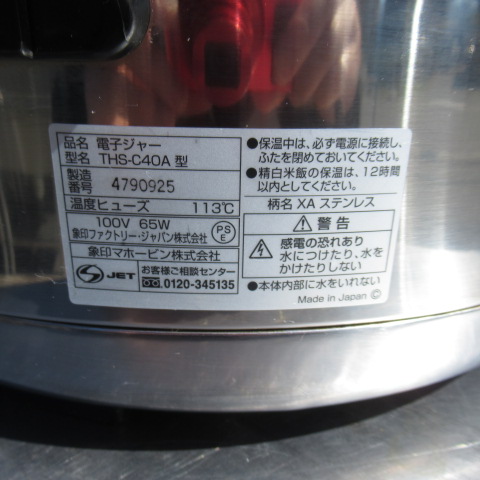 品名 電子ジャー
型名 THS-C40A 型
製造
番号 4790925
温度ヒューズ 113℃
100V 65W
象印ファクトリー・ジャパン株式会社
PS
E
象印マホービン株式会社
S JET
お客様ご相談センター
0120-345135
●保温中は、必ず電源に接続し、
ふたを閉めておいてください。
●精白米飯の保温は、12時間
以内としてください。
柄名 XA ステンレス
⚠ 警告
感電の恐れあり
水につけたり、水を
かけたりしない
●本体内部に水をいれない
Made in Japan Ⓒ